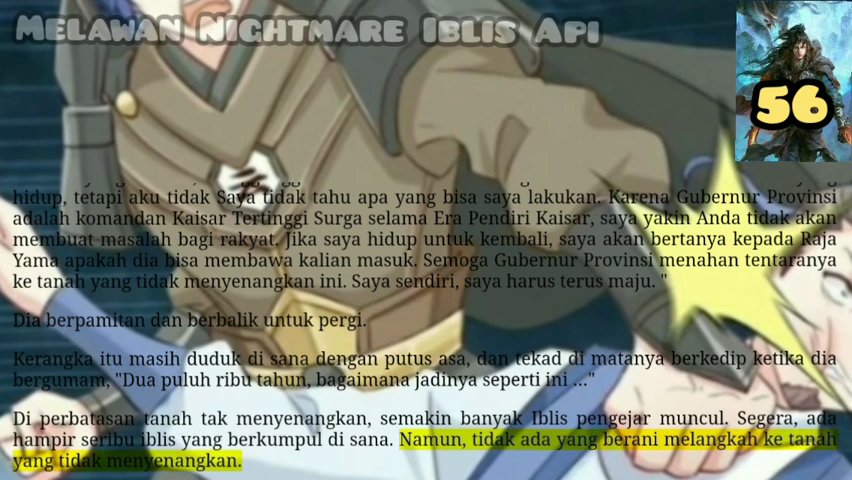 Melawan Nightmare Iblis Api
56
hidup, tetapi aku tidak Saya tidak tahu apa yang bisa saya lakukan. Karena Gubernur Provinsi
adalah komandan Kaisar Tertinggi Surga selama Era Pendiri Kaisar, saya yakin Anda tidak akan
membuat masalah bagi rakyat. Jika saya hidup untuk kembali, saya akan bertanya kepada Raja
Yama apakah dia bisa membawa kalian masuk. Semoga Gubernur Provinsi menahan tentaranya
ke tanah yang tidak menyenangkan ini. Saya sendiri, saya harus terus maju. "
Dia berpamitan dan berbalik untuk pergi.
Kerangka itu masih duduk di sana dengan putus asa, dan tekad di matanya berkedip ketika dia
bergumam, "Dua puluh ribu tahun, bagaimana jadinya seperti ini ..."
Di perbatasan tanah tak menyenangkan, semakin banyak Iblis pengejar muncul. Segera, ada
hampir seribu iblis yang berkumpul di sana. Namun, tidak ada yang berani melangkah ke tanah
yang tidak menyenangkan.